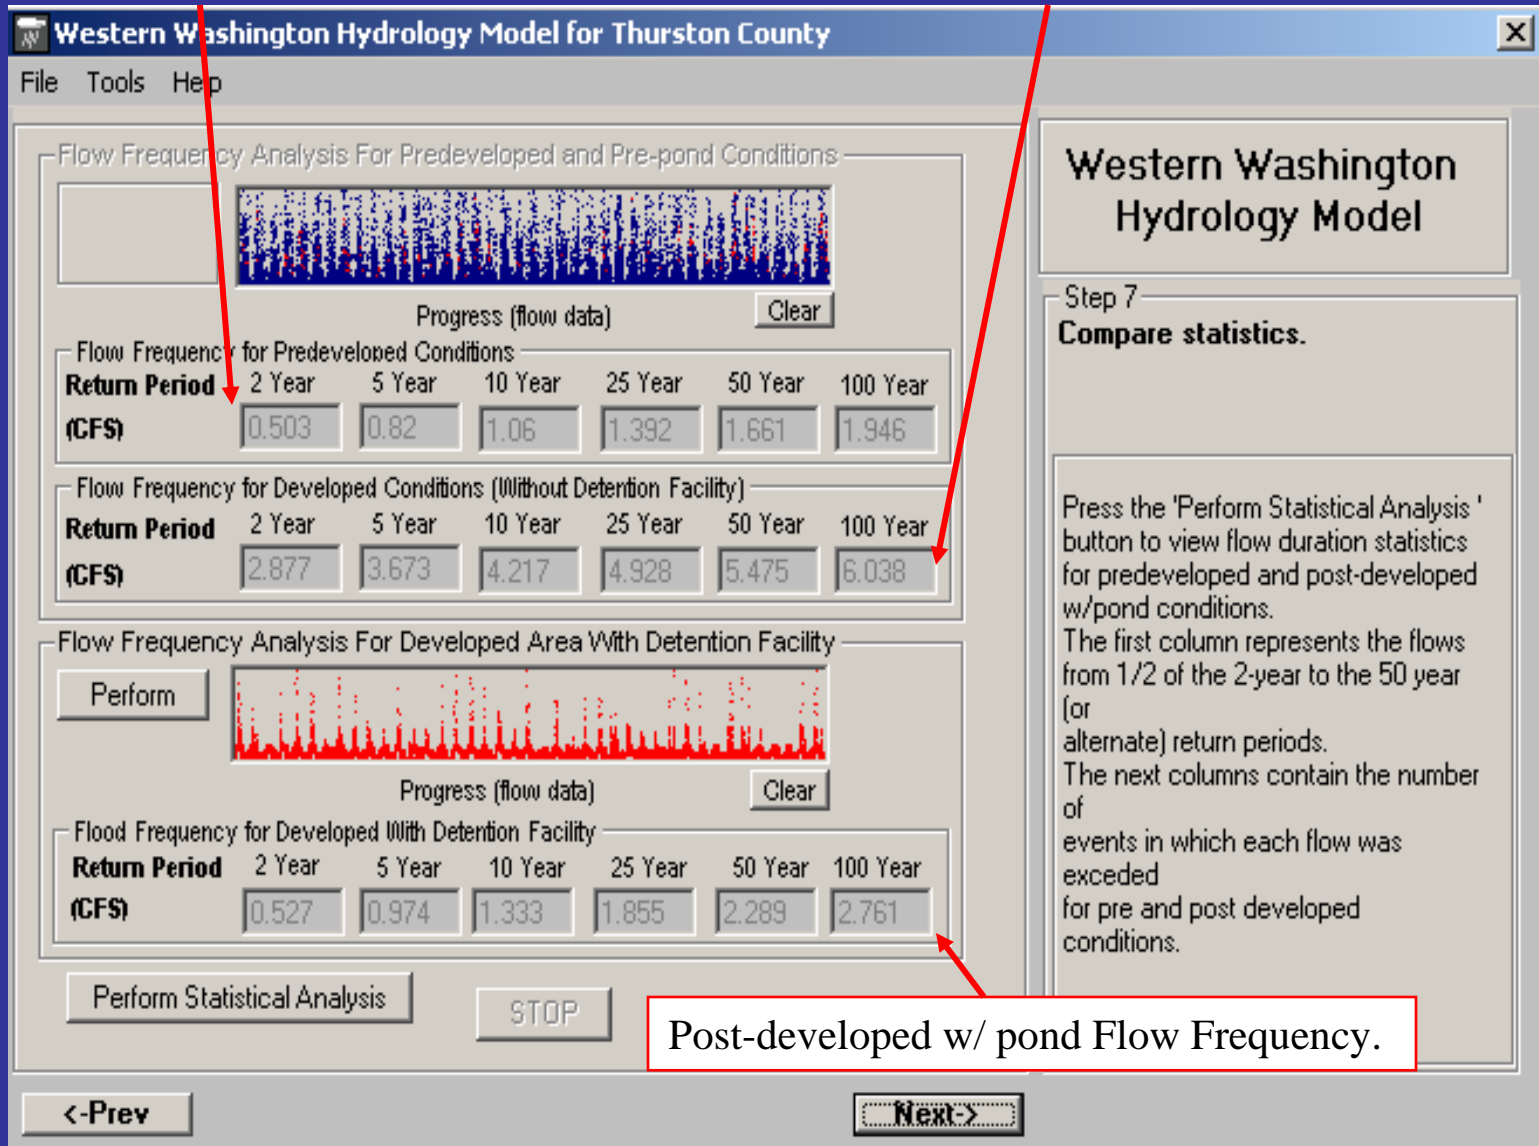 Western Washington Hydrology Model for Thurston County
File Tools Help
Flow Frequency Analysis For Predeveloped and Pre-pond Conditions
Progress (flow data)
Clear
Flow Frequency for Predeveloped Conditions
Return Period 2 Year 5 Year 10 Year 25 Year 50 Year 100 Year
(CFS) 0.503 0.82 1.06 1.392 1.661 1.946
Flow Frequency for Developed Conditions (Without Detention Facility)
Return Period 2 Year 5 Year 10 Year 25 Year 50 Year 100 Year
(CFS) 2.877 3.673 4.217 4.928 5.475 6.038
Flow Frequency Analysis For Developed Area With Detention Facility
Perform
Progress (flow data)
Clear
Flood Frequency for Developed With Detention Facility
Return Period 2 Year 5 Year 10 Year 25 Year 50 Year 100 Year
(CFS) 0.527 0.974 1.333 1.855 2.289 2.761
Perform Statistical Analysis
STOP
Post-developed w/ pond Flow Frequency.
Western Washington
Hydrology Model
Step 7
Compare statistics.
Press the 'Perform Statistical Analysis '
button to view flow duration statistics
for predeveloped and post-developed
w/pond conditions.
The first column represents the flows
from 1/2 of the 2-year to the 50 year
(or
alternate) return periods.
The next columns contain the number
of
events in which each flow was
exceded
for pre and post developed
conditions.
<-Prev
Next->